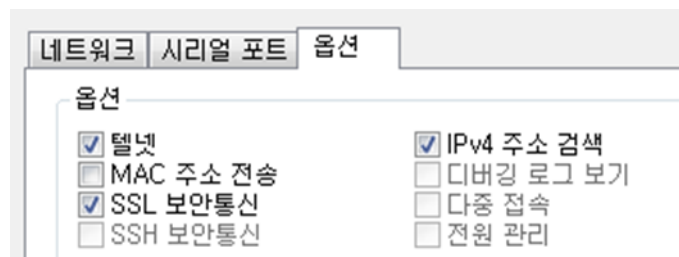 네트워크 시리얼 포트 옵션
옵션
텔넷 IPv4 주소 검색
MAC 주소 전송 디버깅 로그 보기
SSL 보안통신 다중 접속
SSH 보안통신 전원 관리